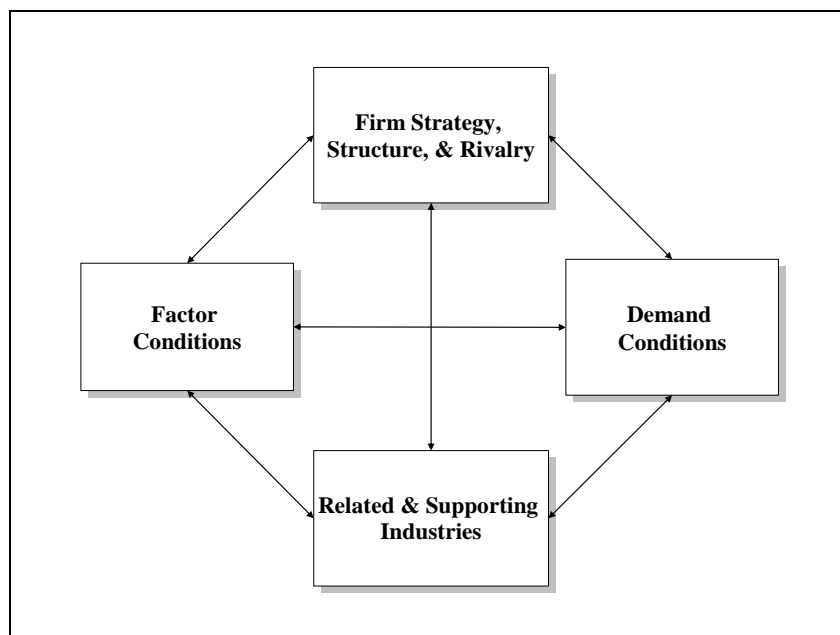 Firm Strategy,
Structure, & Rivalry
Factor
Conditions
Demand
Conditions
Related & Supporting
Industries